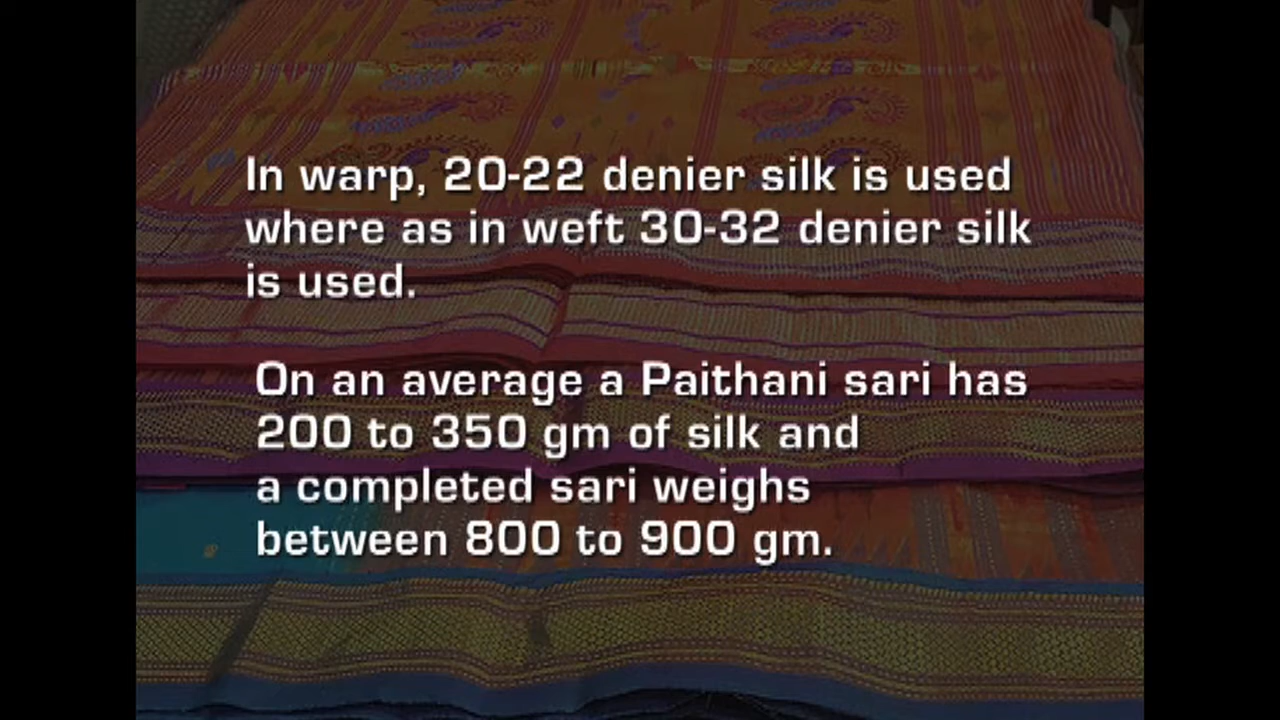 In warp, 20-22 denier silk is used
where as in weft 30-32 denier silk
is used.
On an average a Paithani sari has
200 to 350 gm of silk and
a completed sari weighs
between 800 to 900 gm.